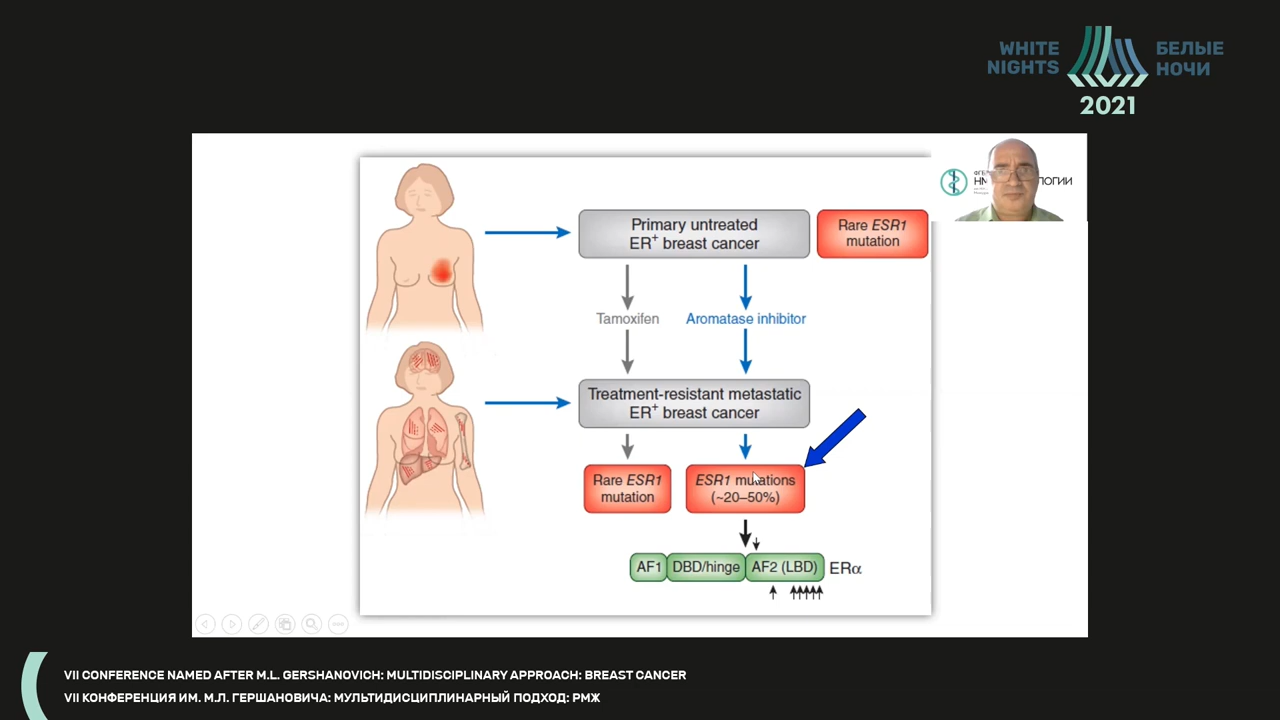 WHITE
NIGHTS
БЕЛЫЕ
НОЧИ
2021
ЛОГИИ
Primary untreated
ER+ breast cancer
Rare ESR1
mutation
Tamoxifen
Aromatase inhibitor
Treatment-resistant metastatic
ER+ breast cancer
Rare ESR1
mutation
ESR1 mutations
(~20–50%)
AF1
DBD/hinge
AF2 (LBD)
ERα
VII CONFERENCE NAMED AFTER M.L. GERSHANOVICH: MULTIDISCIPLINARY APPROACH: BREAST CANCER
VII КОНФЕРЕНЦИЯ ИМ. М.Л. ГЕРШАНОВИЧА: МУЛЬТИДИСЦИПЛИНАРНЫЙ ПОДХОД: РМЖ